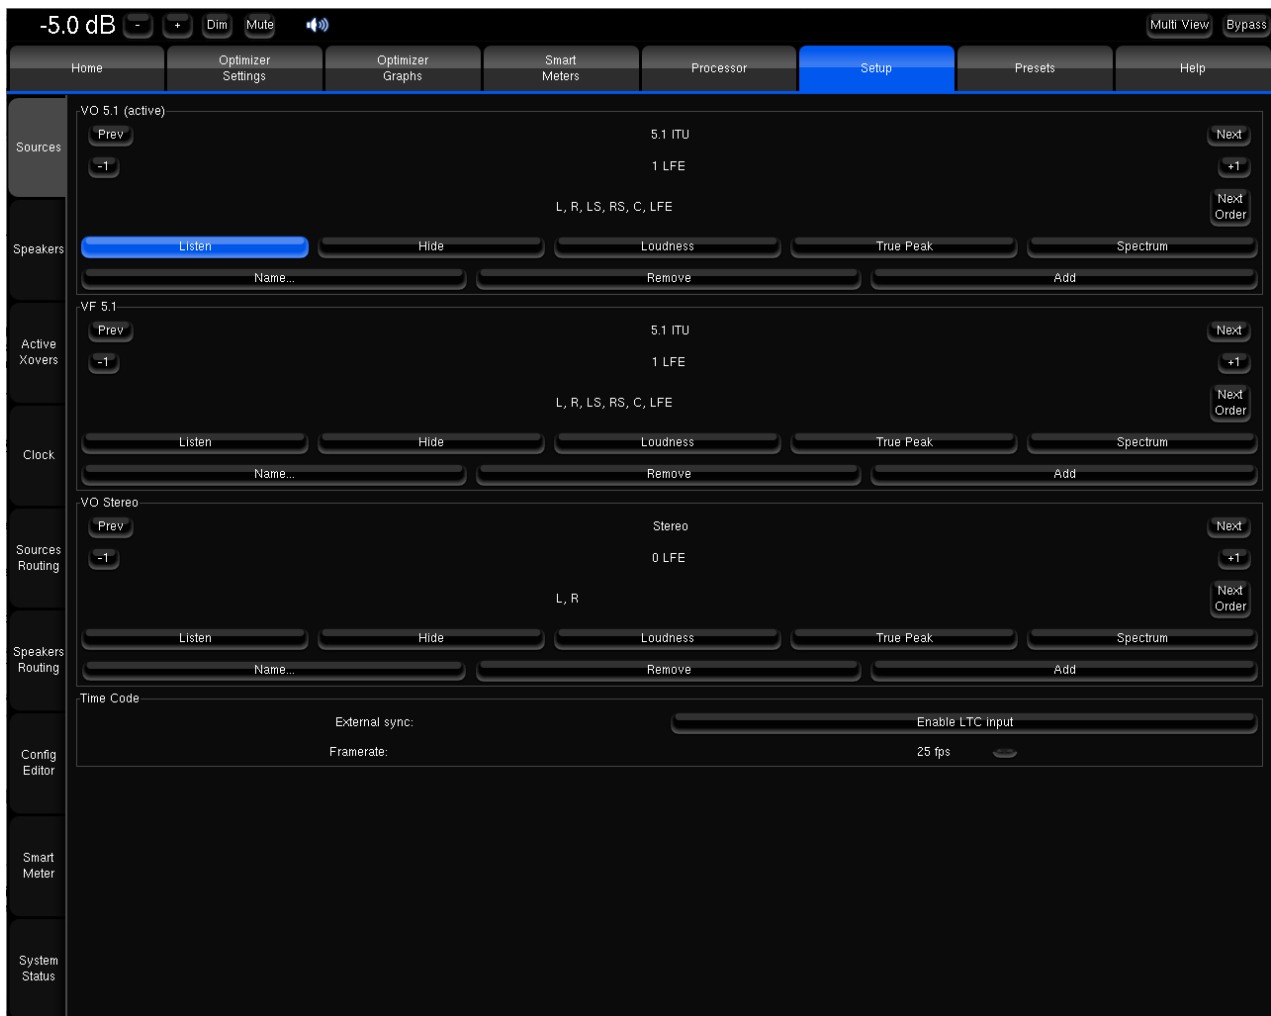 -5.0 dB - + Dim Mute Multi View Bypass
Home Optimizer Settings Optimizer Graphs Smart Meters Processor Setup Presets Help
Sources
Speakers
Active
Xovers
Clock
Sources
Routing
Speakers
Routing
Config
Editor
Smart
Meter
System
Status
VO 5.1 (active)
Prev 5.1 ITU Next
-1 1 LFE +1
L, R, LS, RS, C, LFE Next Order
Listen Hide Loudness True Peak Spectrum
Name... Remove Add
VF 5.1
Prev 5.1 ITU Next
-1 1 LFE +1
L, R, LS, RS, C, LFE Next Order
Listen Hide Loudness True Peak Spectrum
Name... Remove Add
VO Stereo
Prev Stereo Next
-1 0 LFE +1
L, R Next Order
Listen Hide Loudness True Peak Spectrum
Name... Remove Add
Time Code
External sync: Enable LTC input
Framerate: 25 fps